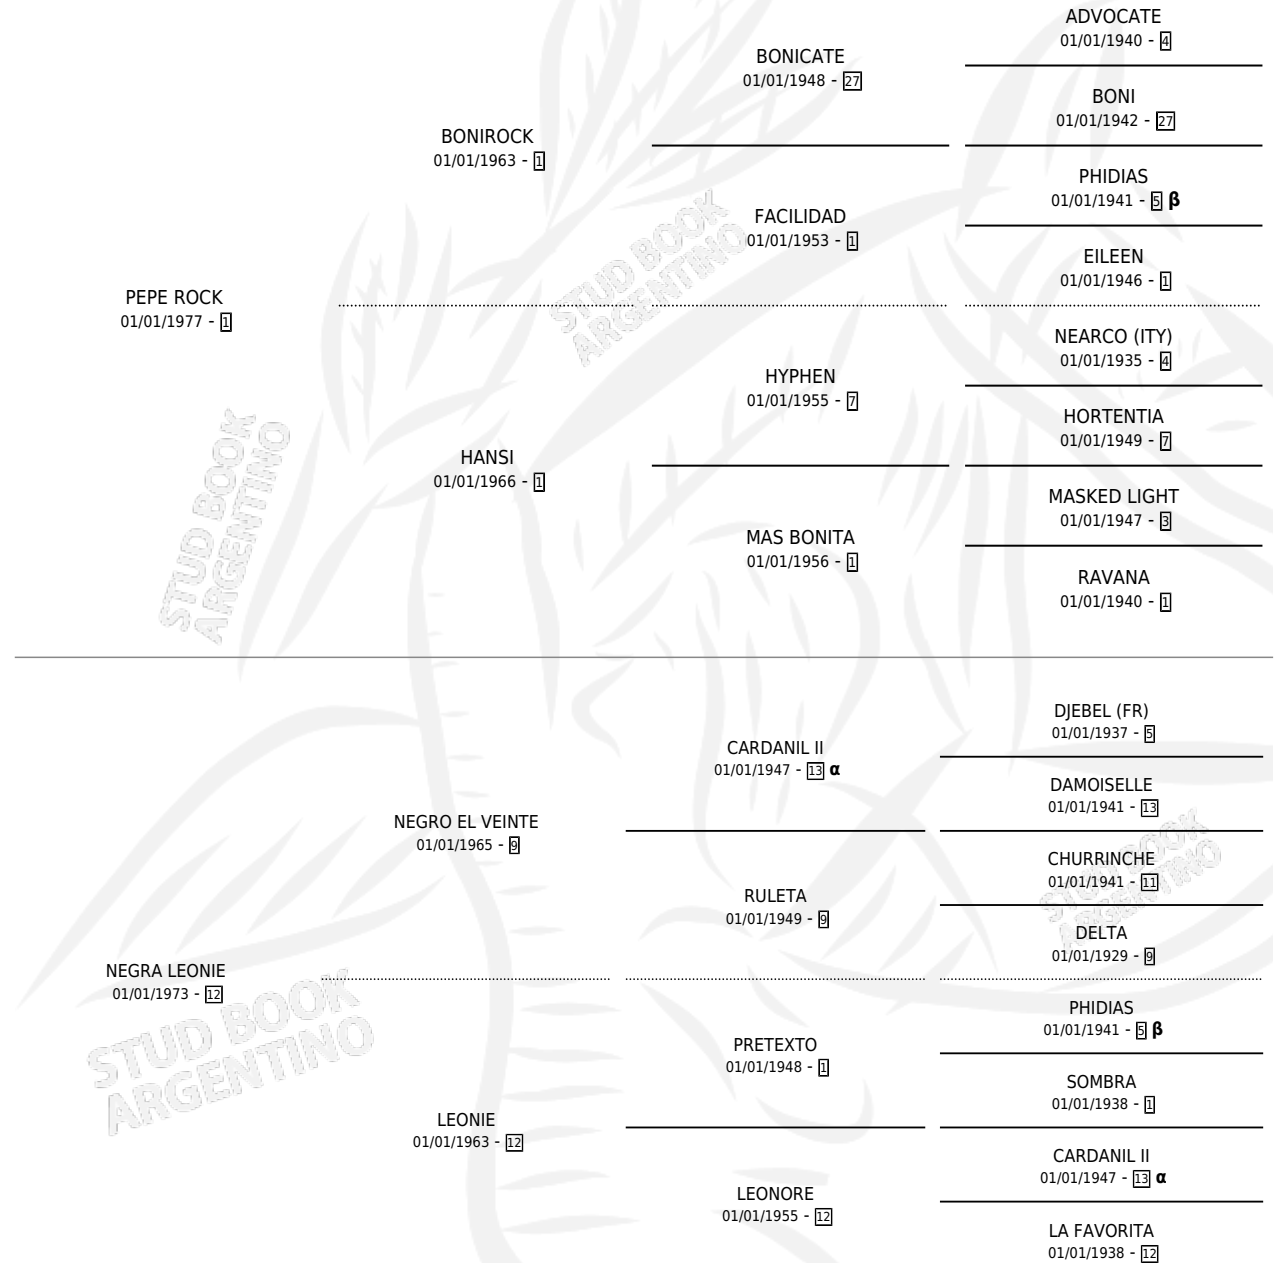 ADVOCATE
01/01/1940 - 4
BONICATE
01/01/1948 - 27
BONI
01/01/1942 - 27
BONIROCK
01/01/1963 - 1
PHIDIAS
01/01/1941 - 5 β
FACILIDAD
01/01/1953 - 1
EILEEN
01/01/1946 - 1
PEPE ROCK
01/01/1977 - 1
NEARCO (ITY)
01/01/1935 - 4
HYPHEN
01/01/1955 - 7
HORTENTIA
01/01/1949 - 7
HANSI
01/01/1966 - 1
MASKED LIGHT
01/01/1947 - 3
MAS BONITA
01/01/1956 - 1
RAVANA
01/01/1940 - 1
DJEBEL (FR)
01/01/1937 - 5
CARDANIL II
01/01/1947 - 13 α
DAMOISELLE
01/01/1941 - 13
NEGRO EL VEINTE
01/01/1965 - 9
CHURRINCHE
01/01/1941 - 11
RULETA
01/01/1949 - 9
DELTA
01/01/1929 - 9
NEGRA LEONIE
01/01/1973 - 12
PHIDIAS
01/01/1941 - 5 β
PRETEXTO
01/01/1948 - 1
SOMBRA
01/01/1938 - 1
LEONIE
01/01/1963 - 12
CARDANIL II
01/01/1947 - 13 α
LEONORE
01/01/1955 - 12
LA FAVORITA
01/01/1938 - 12
STUD BOOK
ARGENTINO
STUD BOOK
ARGENTINO
STUD BOOK
ARGENTINO
STUD BOOK
ARGENTINO